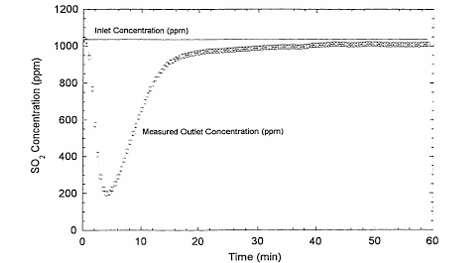 1200
Inlet Concentration (ppm)
1000
800
600
400
200
0
SO2 Concentration (ppm)
Measured Outlet Concentration (ppm)
0 10 20 30 40 50 60
Time (min)